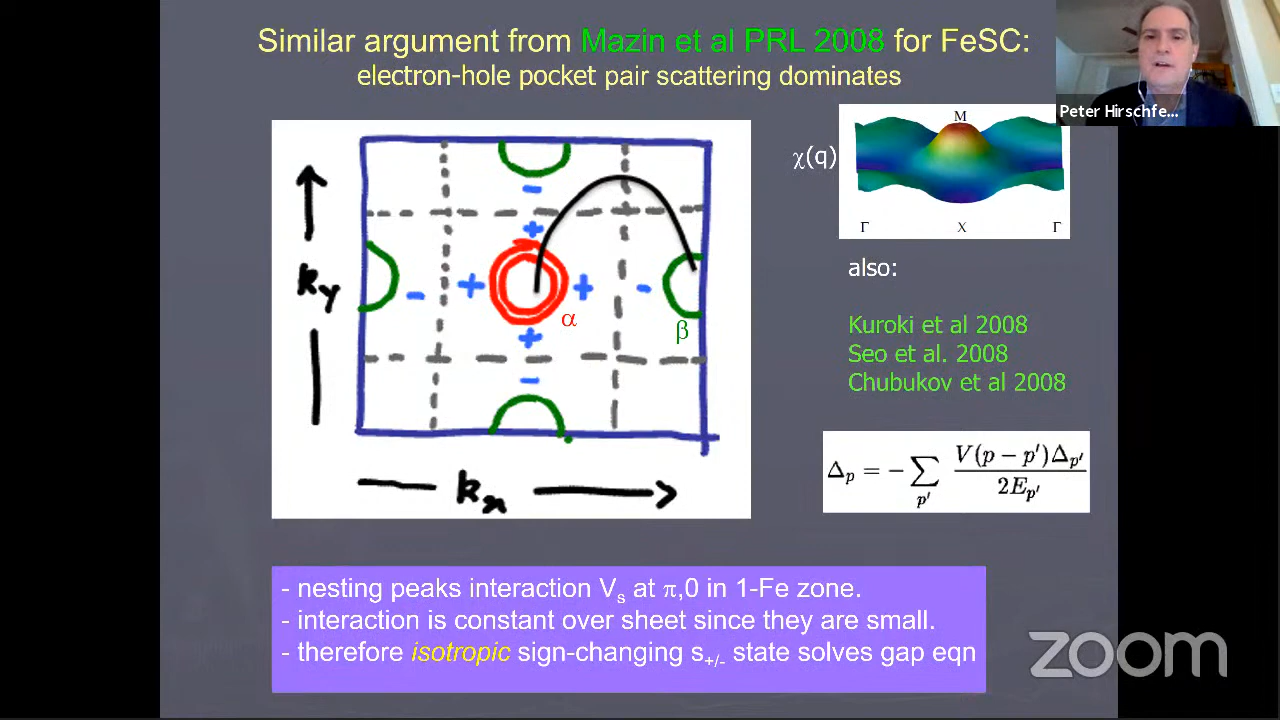 Similar argument from Mazin et al PRL 2008 for FeSC:
electron-hole pocket pair scattering dominates
Peter Hirschfe...
χ(q)
M
Γ X Γ
also:
Kuroki et al 2008
Seo et al. 2008
Chubukov et al 2008
Δ_p = − ∑_{p'} V(p − p')Δ_{p'} / 2E_{p'}
-
+
- + + -
+
-
α
β
k_y
k_x
- nesting peaks interaction V_s at π,0 in 1-Fe zone.
- interaction is constant over sheet since they are small.
- therefore isotropic sign-changing s_{+/-} state solves gap eqn
zoom